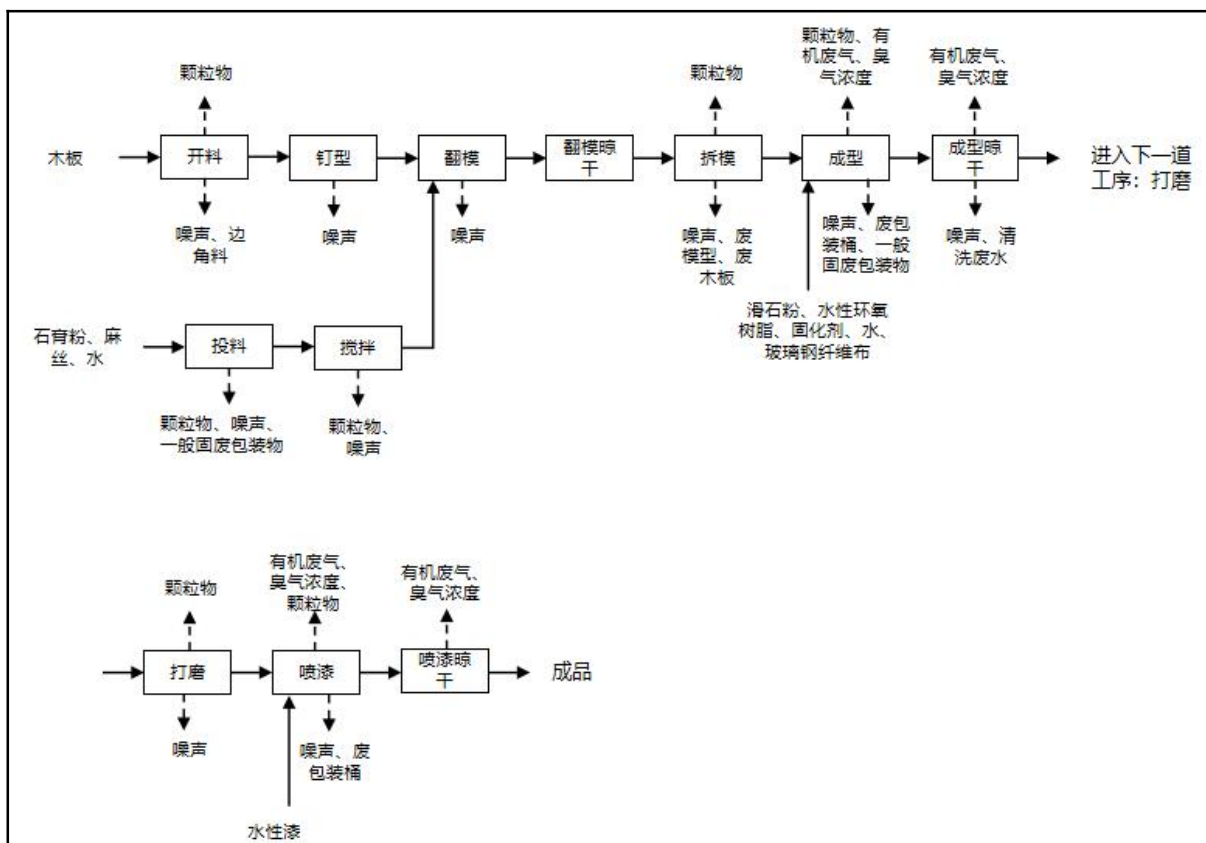 颗粒物
颗粒物
颗粒物、有
机废气、臭
气浓度
有机废气、
臭气浓度
木板
开料
钉型
翻模
翻模晾
干
拆模
成型
成型晾
干
进入下一道
工序：打磨
噪声、边
角料
噪声
噪声
噪声、废
模型、废
木板
噪声、废包
装桶、一般
固废包装物
噪声、清
洗废水
滑石粉、水性环氧
树脂、固化剂、水、
玻璃钢纤维布
石膏粉、麻
丝、水
投料
搅拌
颗粒物、噪声、
一般固废包装物
颗粒物、
噪声
颗粒物
有机废气、
臭气浓度、
颗粒物
有机废气、
臭气浓度
打磨
喷漆
喷漆晾
干
成品
噪声
噪声、废
包装桶
水性漆